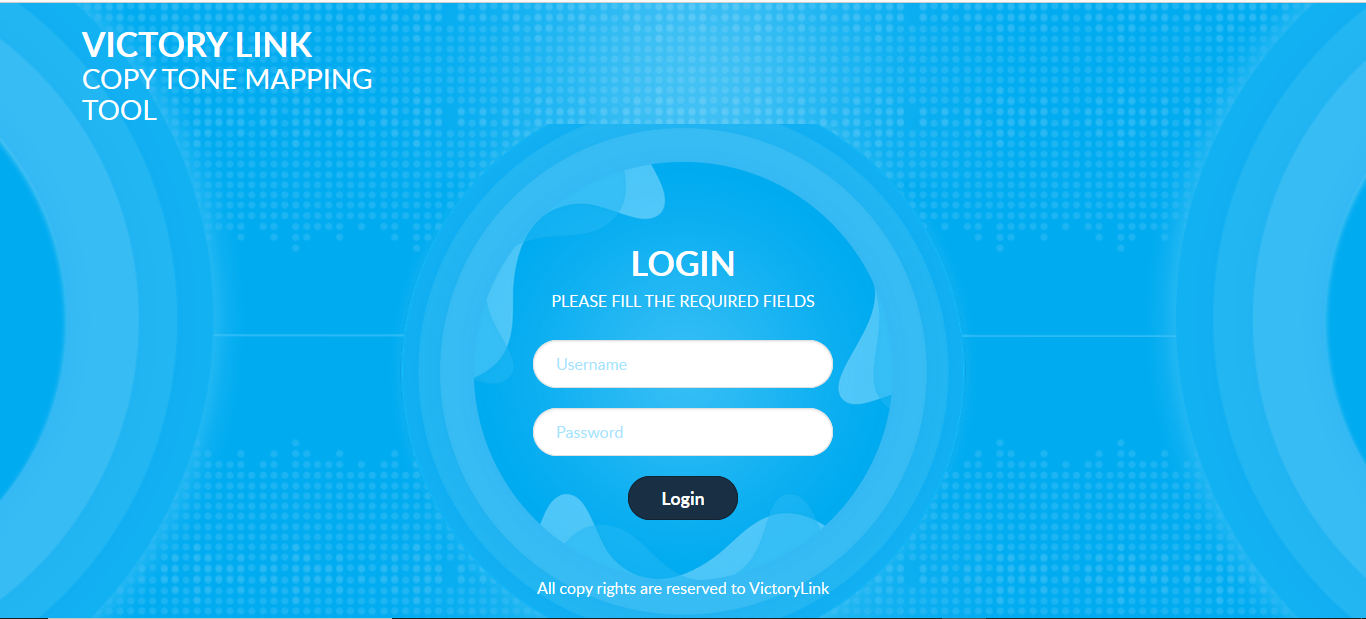 VICTORY LINK
COPY TONE MAPPING
TOOL
LOGIN
PLEASE FILL THE REQUIRED FIELDS
Username
Password
Login
All copy rights are reserved to VictoryLink